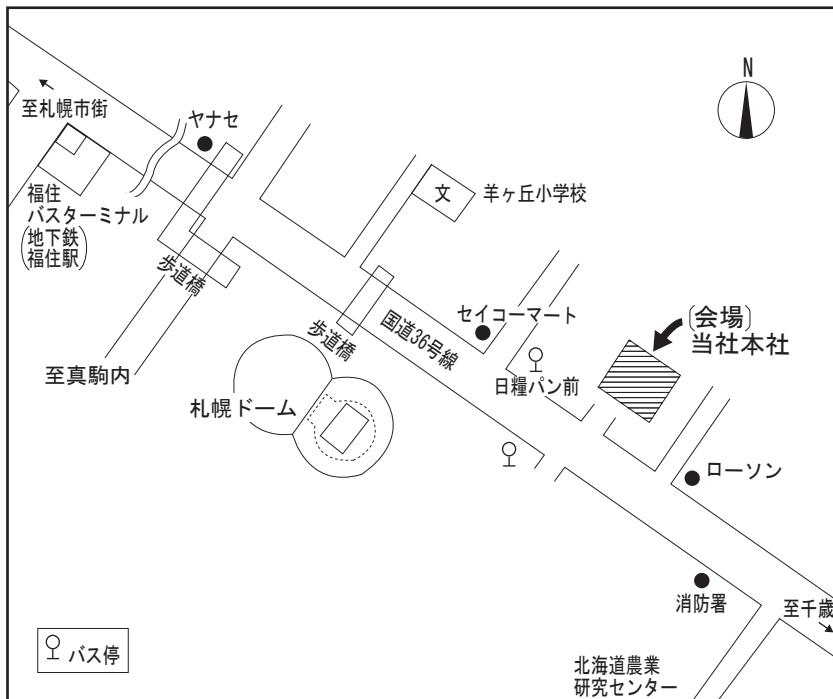 N
至札幌市街
ヤナセ
文
羊ヶ丘小学校
福住
バスターミナル
(地下鉄
福住駅)
歩道橋
歩道橋
国道36号線
セイコーマート
〔会場〕
当社本社
至真駒内
日糧パン前
札幌ドーム
ローソン
消防署
至千歳
バス停
北海道農業
研究センター